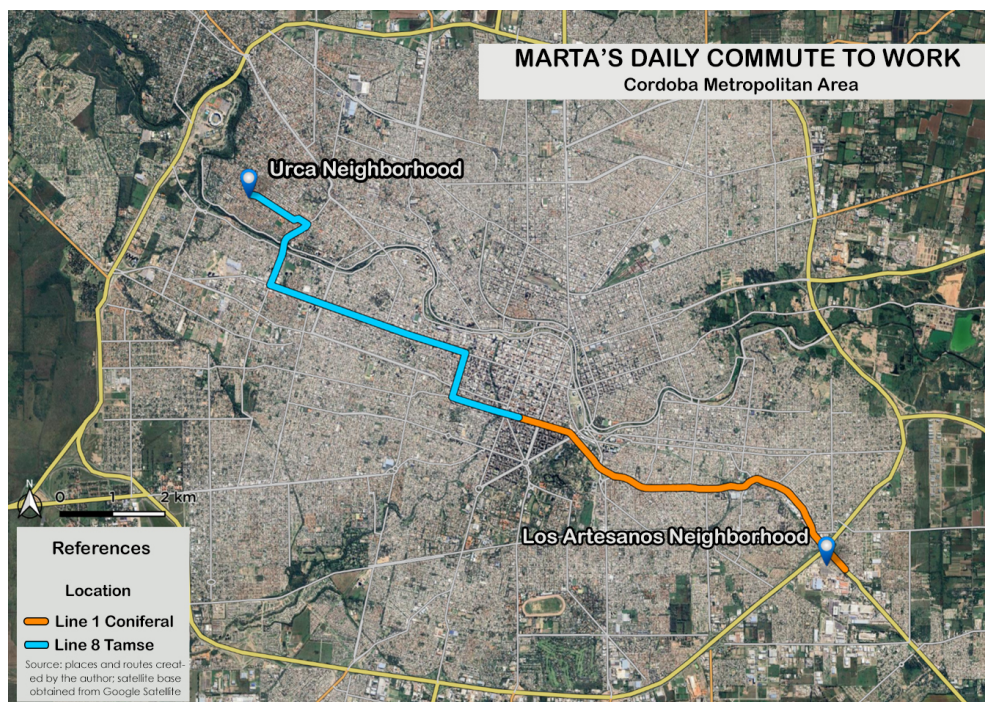 MARTA'S DAILY COMMUTE TO WORK
Cordoba Metropolitan Area
Urca Neighborhood
Los Artesanos Neighborhood
N
0 1 2 km
References
Location
Line 1 Coniferal
Line 8 Tamse
Source: places and routes creat-
ed by the author; satellite base
obtained from Google Satellite